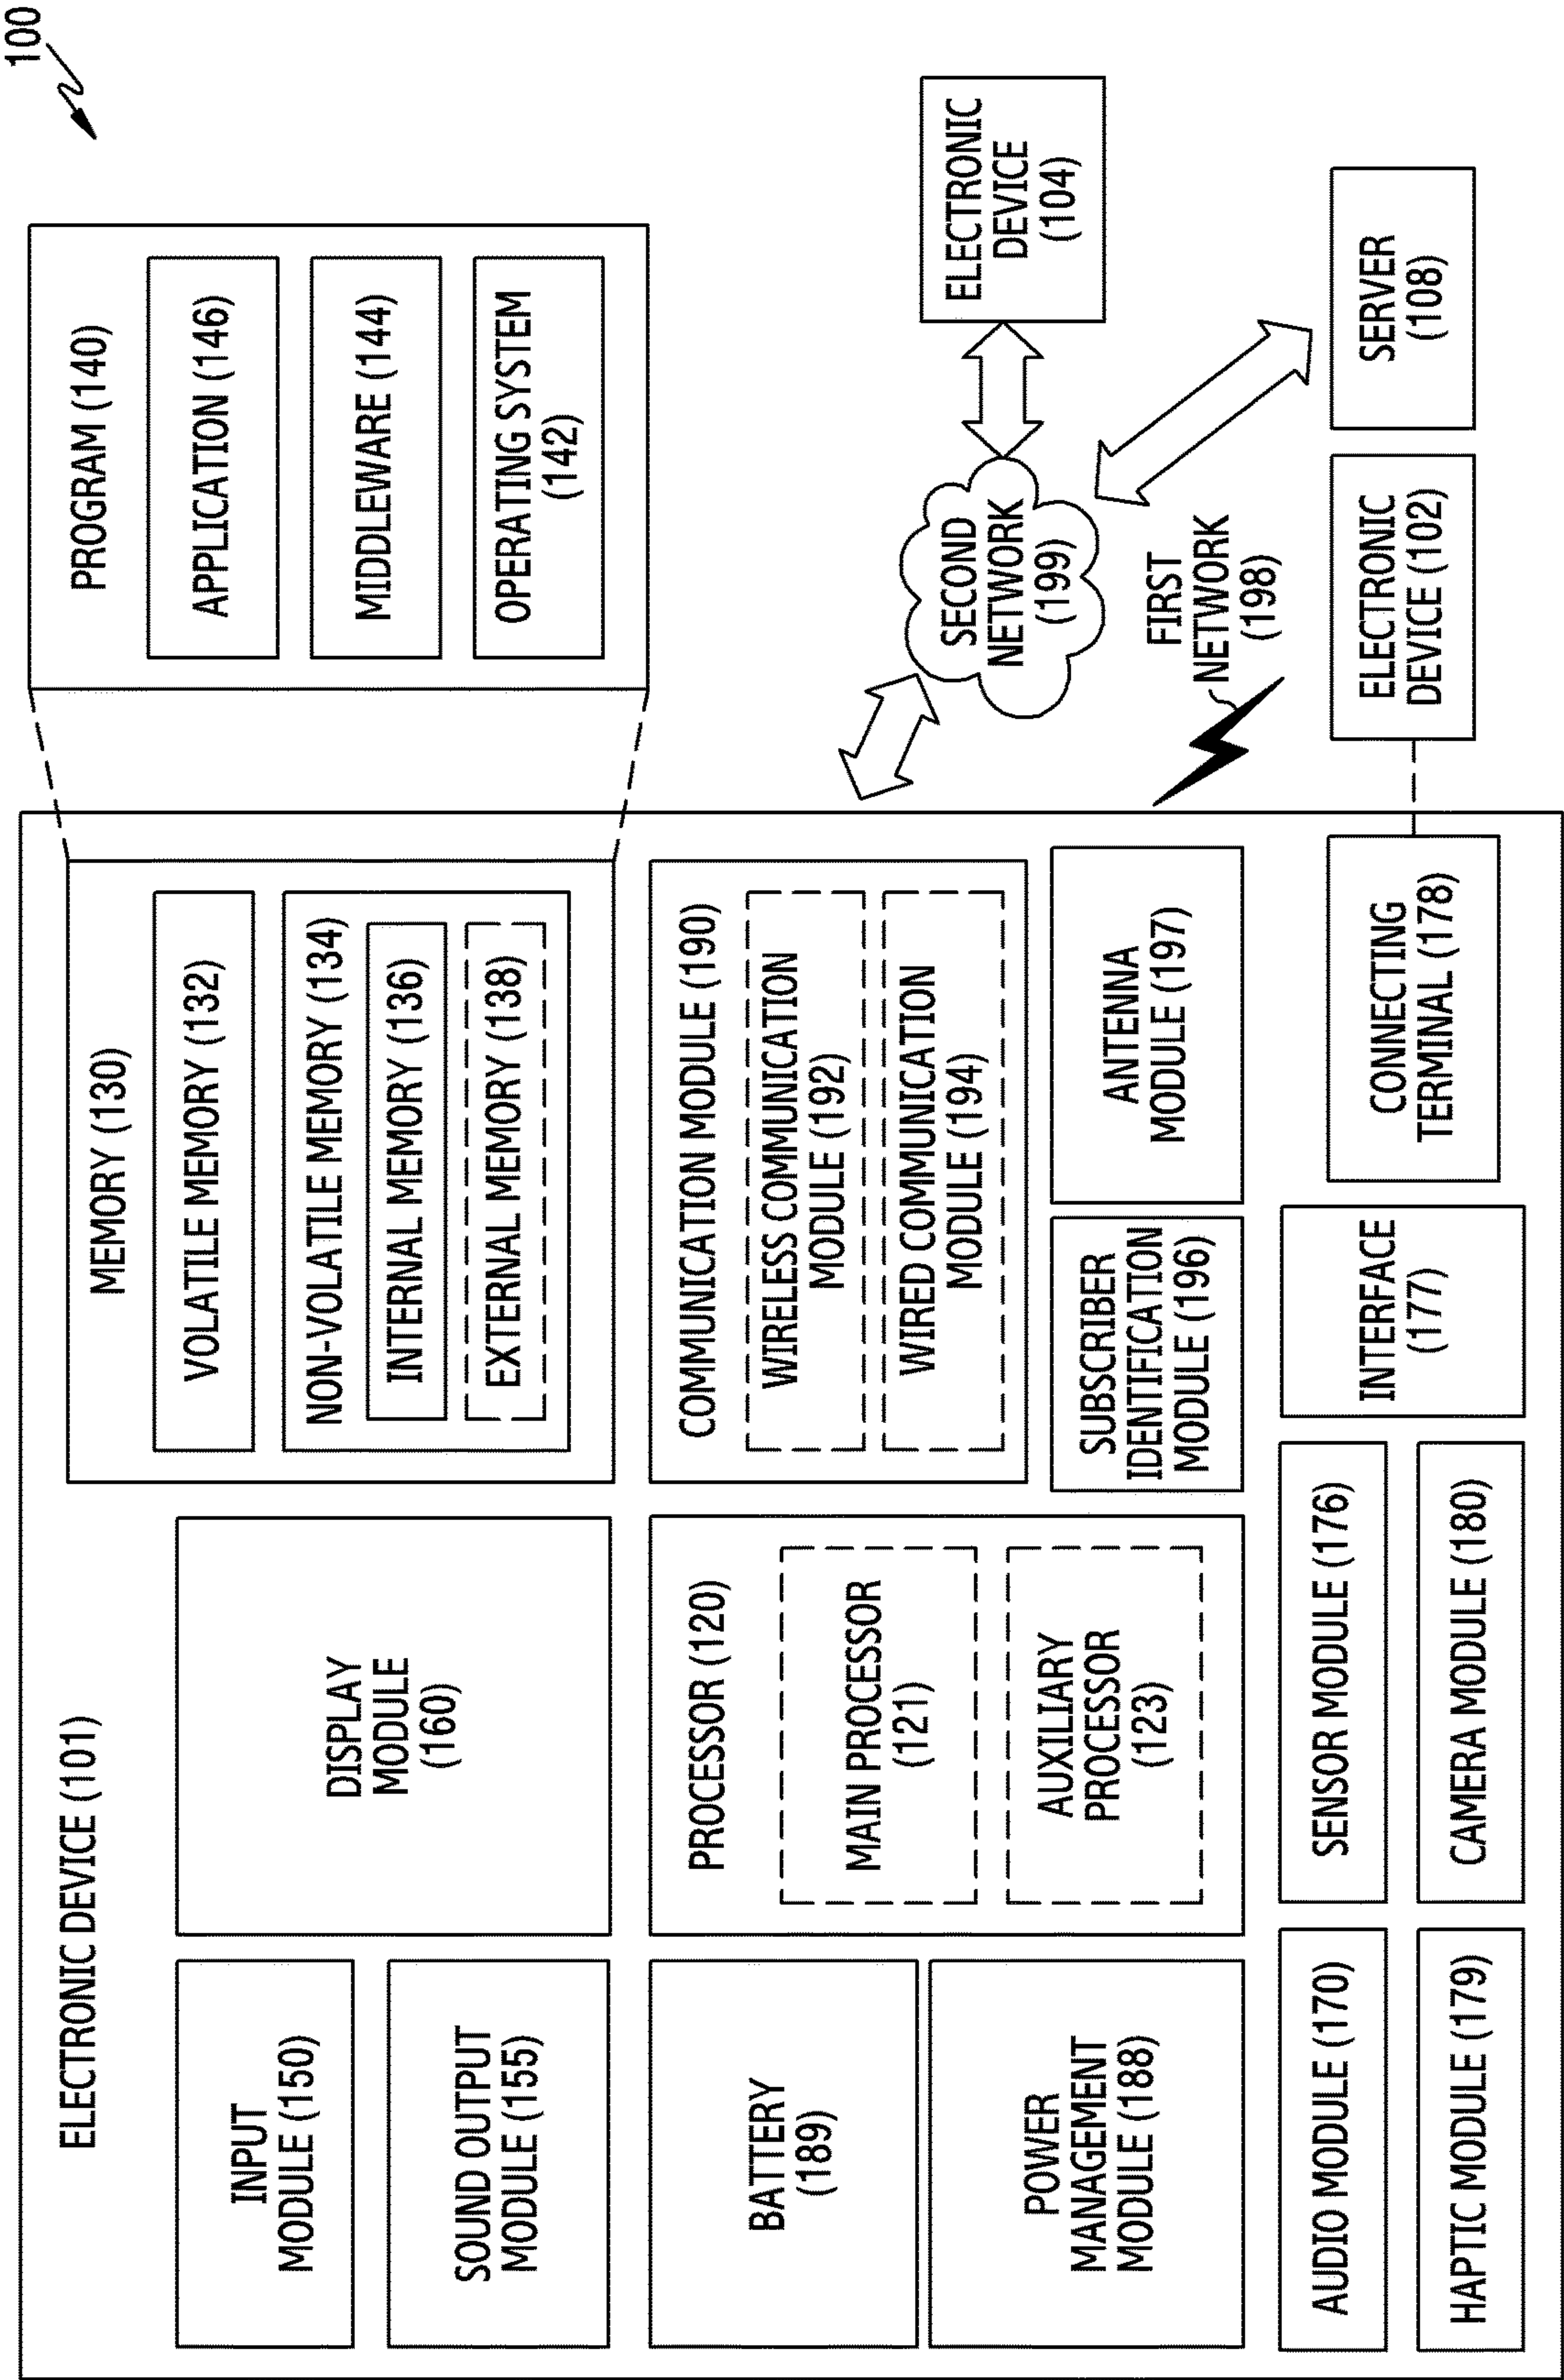 100
ELECTRONIC DEVICE (101)
INPUT
MODULE (150)
SOUND OUTPUT
MODULE (155)
DISPLAY
MODULE
(160)
MEMORY (130)
VOLATILE MEMORY (132)
NON-VOLATILE MEMORY (134)
INTERNAL MEMORY (136)
EXTERNAL MEMORY (138)
PROGRAM (140)
APPLICATION (146)
MIDDLEWARE (144)
OPERATING SYSTEM
(142)
BATTERY
(189)
POWER
MANAGEMENT
MODULE (188)
PROCESSOR (120)
MAIN PROCESSOR
(121)
AUXILIARY
PROCESSOR
(123)
COMMUNICATION MODULE (190)
WIRELESS COMMUNICATION
MODULE (192)
WIRED COMMUNICATION
MODULE (194)
SUBSCRIBER
IDENTIFICATION
MODULE (196)
ANTENNA
MODULE (197)
SECOND
NETWORK
(199)
ELECTRONIC
DEVICE
(104)
FIRST
NETWORK
(198)
AUDIO MODULE (170)
SENSOR MODULE (176)
HAPTIC MODULE (179)
CAMERA MODULE (180)
INTERFACE
(177)
CONNECTING
TERMINAL (178)
ELECTRONIC
DEVICE (102)
SERVER
(108)